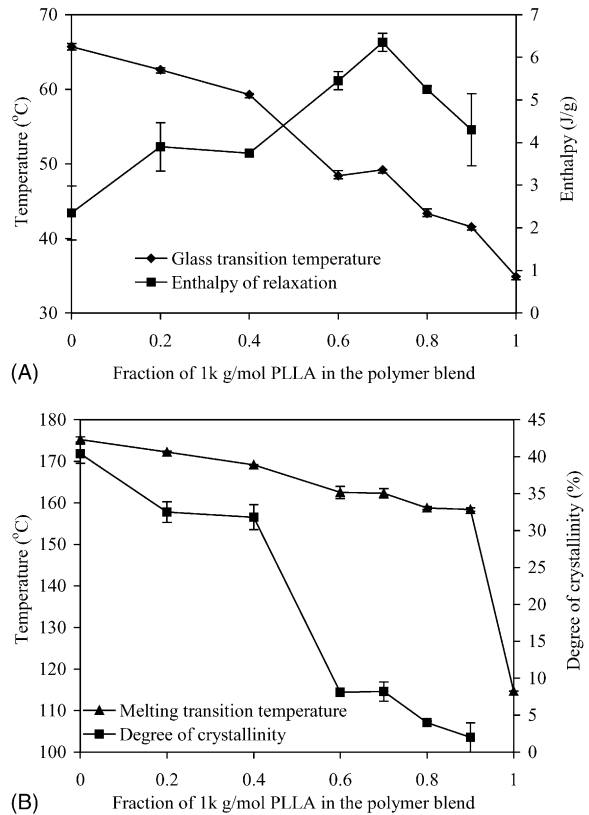 70
60
50
40
30
Temperature (°C)
7
6
5
4
3
2
1
0
Enthalpy (J/g)
Glass transition temperature
Enthalpy of relaxation
0 0.2 0.4 0.6 0.8 1
(A) Fraction of 1k g/mol PLLA in the polymer blend
180
170
160
150
140
130
120
110
100
Temperature (°C)
45
40
35
30
25
20
15
10
5
0
Degree of crystallinity (%)
Melting transition temperature
Degree of crystallinity
0 0.2 0.4 0.6 0.8 1
(B) Fraction of 1k g/mol PLLA in the polymer blend